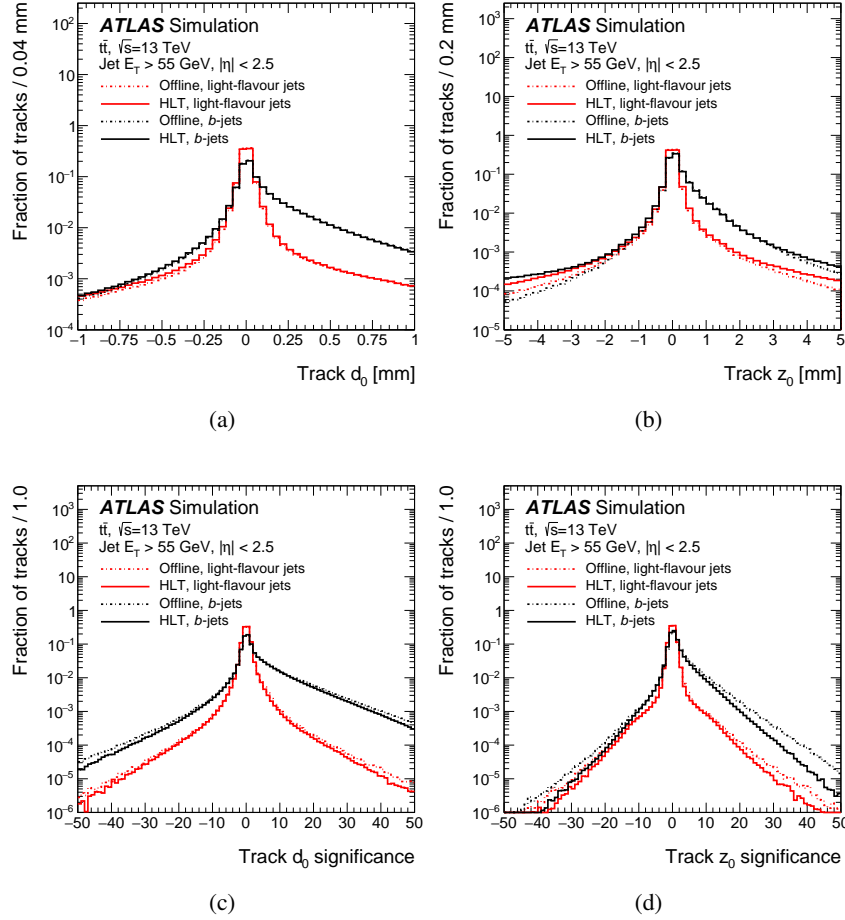 Fraction of tracks / 0.04 mm
ATLAS Simulation
tt̄, √s=13 TeV
Jet E_T > 55 GeV, |η| < 2.5
Offline, light-flavour jets
HLT, light-flavour jets
Offline, b-jets
HLT, b-jets
10²
10
1
10⁻¹
10⁻²
10⁻³
10⁻⁴
−1 −0.75 −0.5 −0.25 0 0.25 0.5 0.75 1
Track d₀ [mm]
(a)
Fraction of tracks / 0.2 mm
ATLAS Simulation
tt̄, √s=13 TeV
Jet E_T > 55 GeV, |η| < 2.5
Offline, light-flavour jets
HLT, light-flavour jets
Offline, b-jets
HLT, b-jets
10³
10²
10
1
10⁻¹
10⁻²
10⁻³
10⁻⁴
10⁻⁵
−5 −4 −3 −2 −1 0 1 2 3 4 5
Track z₀ [mm]
(b)
Fraction of tracks / 1.0
ATLAS Simulation
tt̄, √s=13 TeV
Jet E_T > 55 GeV, |η| < 2.5
Offline, light-flavour jets
HLT, light-flavour jets
Offline, b-jets
HLT, b-jets
10³
10²
10
1
10⁻¹
10⁻²
10⁻³
10⁻⁴
10⁻⁵
10⁻⁶
−50 −40 −30 −20 −10 0 10 20 30 40 50
Track d₀ significance
(c)
Fraction of tracks / 1.0
ATLAS Simulation
tt̄, √s=13 TeV
Jet E_T > 55 GeV, |η| < 2.5
Offline, light-flavour jets
HLT, light-flavour jets
Offline, b-jets
HLT, b-jets
10³
10²
10
1
10⁻¹
10⁻²
10⁻³
10⁻⁴
10⁻⁵
10⁻⁶
−50 −40 −30 −20 −10 0 10 20 30 40 50
Track z₀ significance
(d)